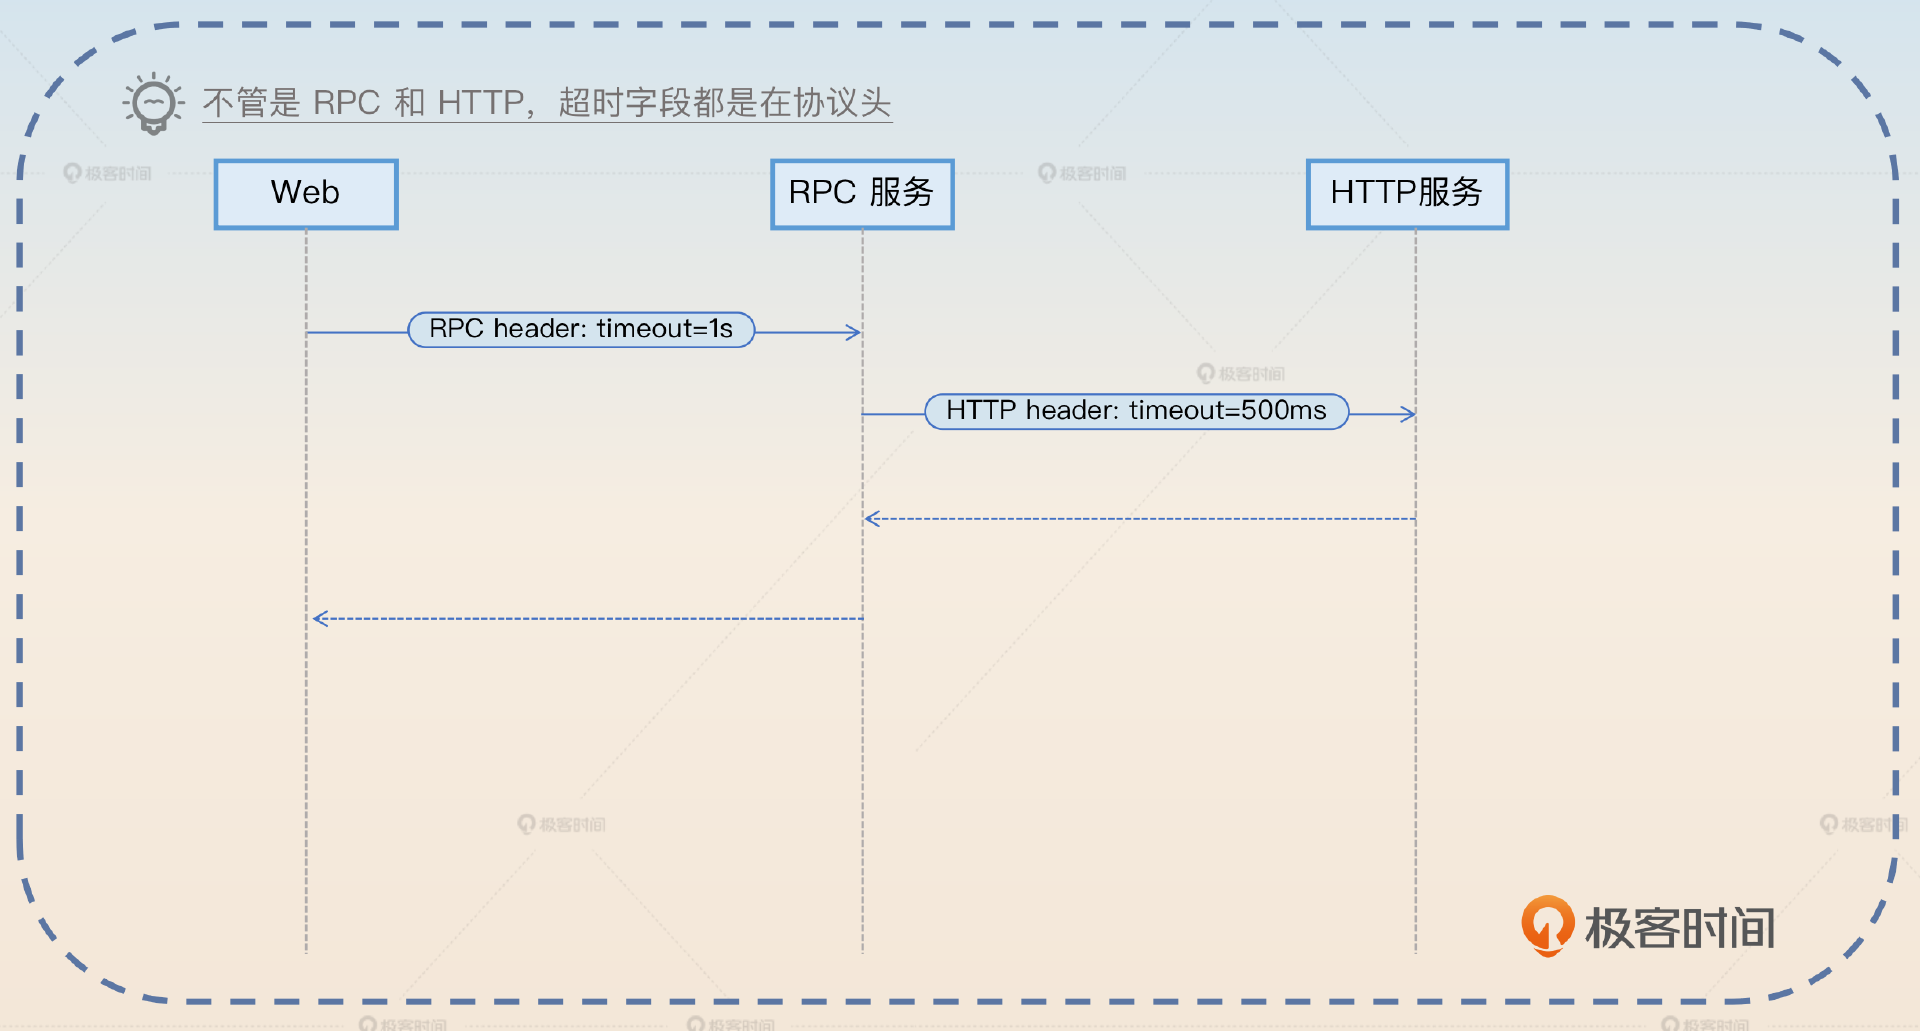 不管是 RPC 和 HTTP，超时字段都是在协议头
极客时间
极客时间
Web
RPC 服务
HTTP服务
RPC header: timeout=1s
极客时间
HTTP header: timeout=500ms
极客时间
极客时间
极客时间
极客时间
极客时间
极客时间